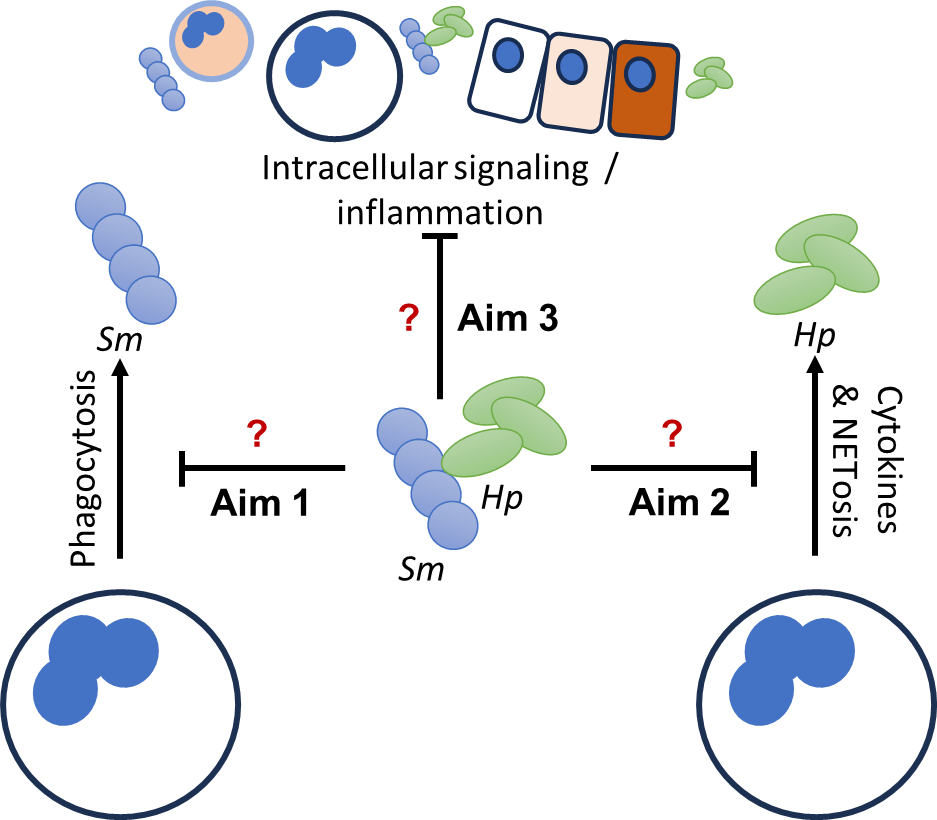 Intracellular signaling /
inflammation
Sm
Hp
? Aim 3
Phagocytosis
?
Aim 1
Hp
Sm
?
Aim 2
Cytokines
& NETosis